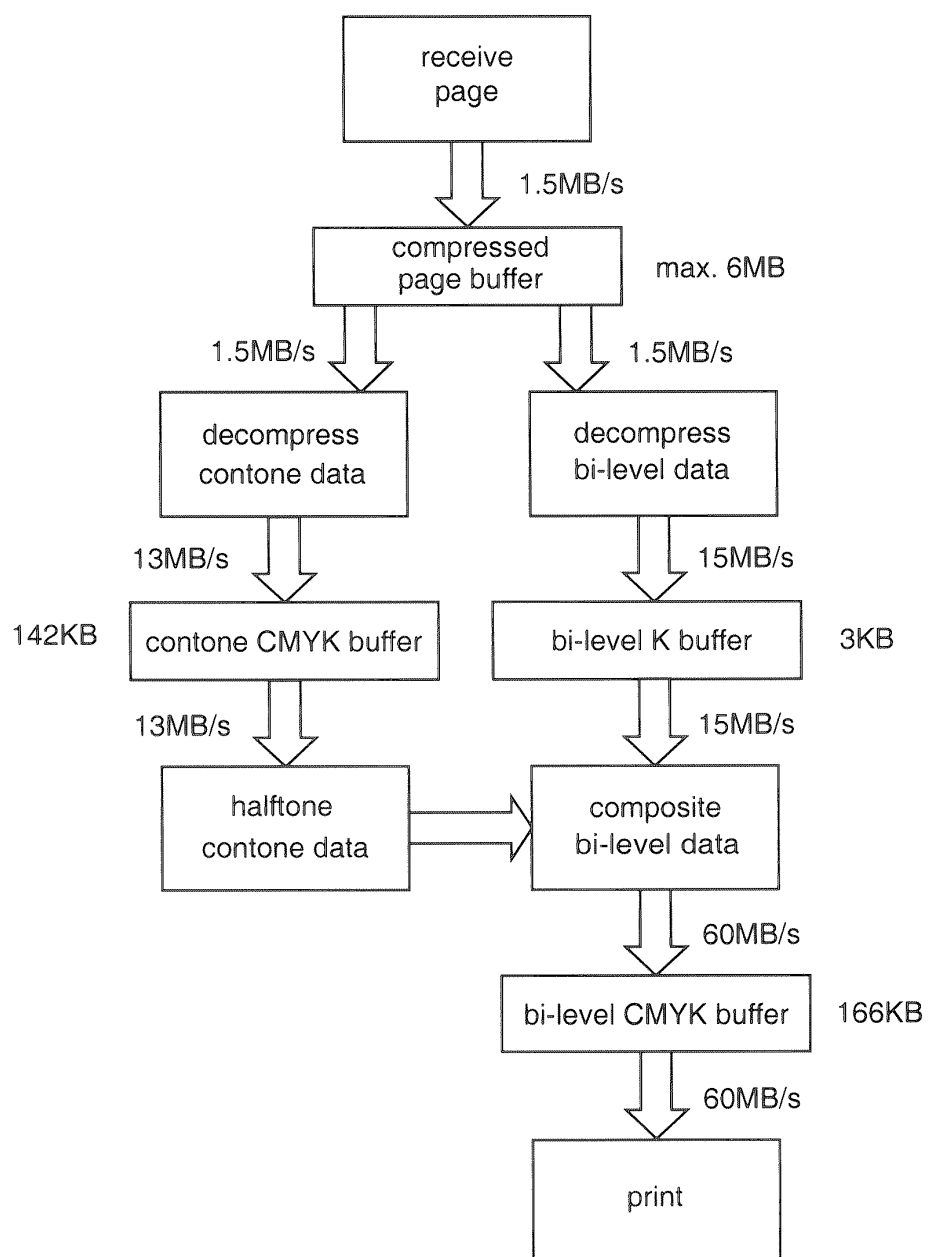 receive
page
1.5MB/s
compressed
page buffer
max. 6MB
1.5MB/s
1.5MB/s
decompress
contone data
decompress
bi-level data
13MB/s
15MB/s
142KB
contone CMYK buffer
bi-level K buffer
3KB
13MB/s
15MB/s
halftone
contone data
composite
bi-level data
60MB/s
bi-level CMYK buffer
166KB
60MB/s
print